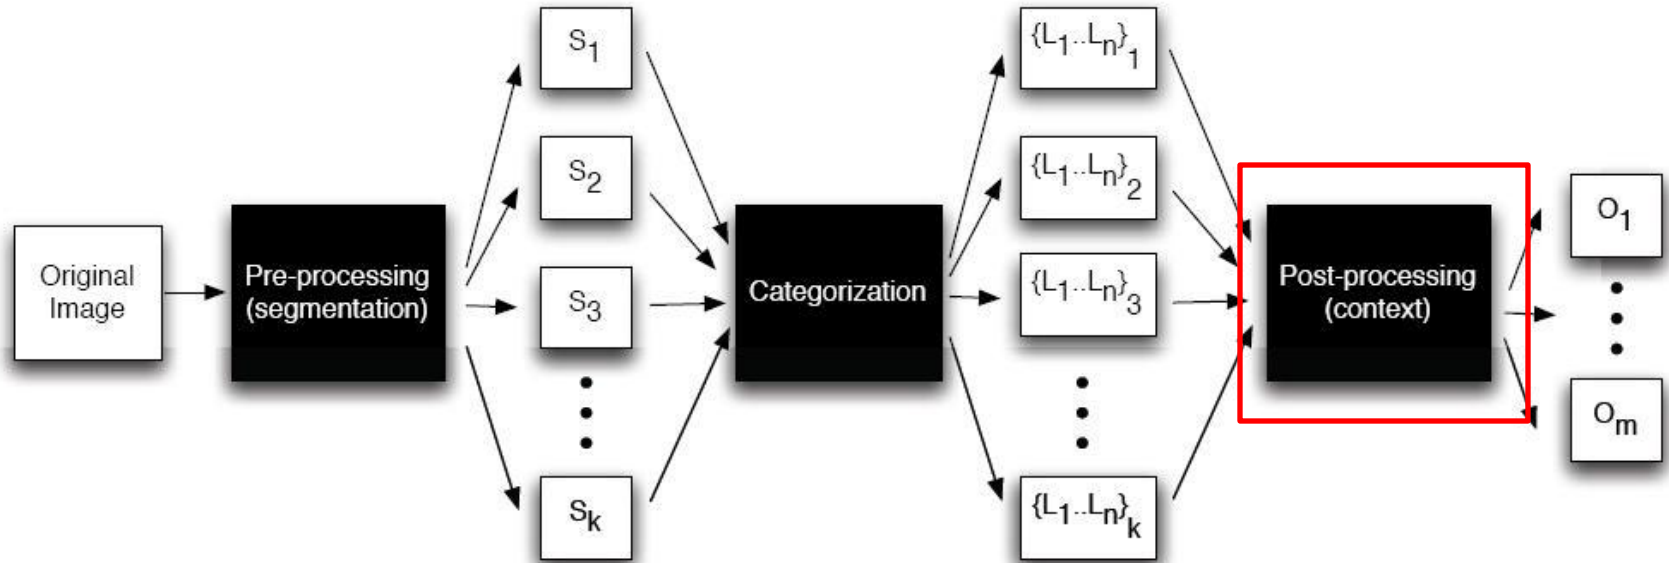 Original
Image
Pre-processing
(segmentation)
S1
S2
S3
Sk
Categorization
{L1..Ln}1
{L1..Ln}2
{L1..Ln}3
{L1..Ln}k
Post-processing
(context)
O1
Om